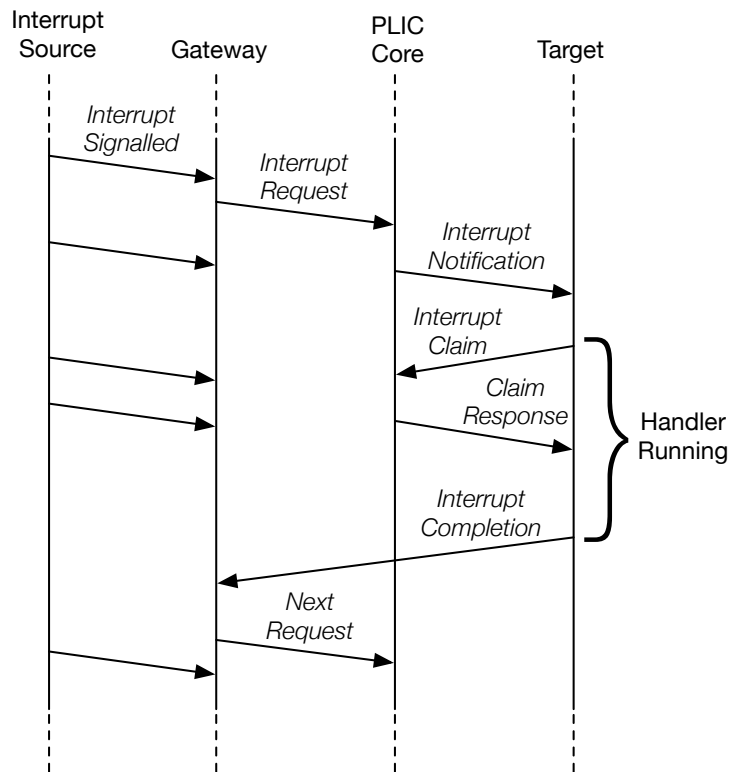 Interrupt
Source
Gateway
PLIC
Core
Target
Interrupt
Signalled
Interrupt
Request
Interrupt
Notification
Interrupt
Claim
Claim
Response
Handler
Running
Interrupt
Completion
Next
Request